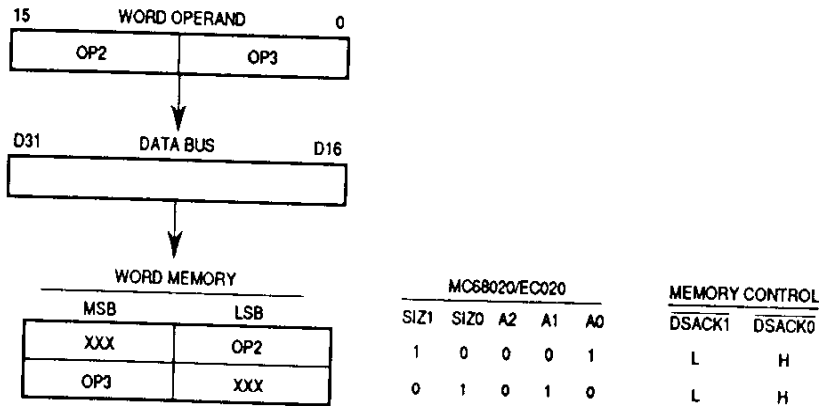 15 WORD OPERAND 0
OP2 OP3
D31 DATA BUS D16
WORD MEMORY
MSB LSB
XXX OP2
OP3 XXX
MC68020/EC020 MEMORY CONTROL
SIZ1 SIZ0 A2 A1 A0 DSACK1 DSACK0
1 0 0 0 1 L H
0 1 0 1 0 L H